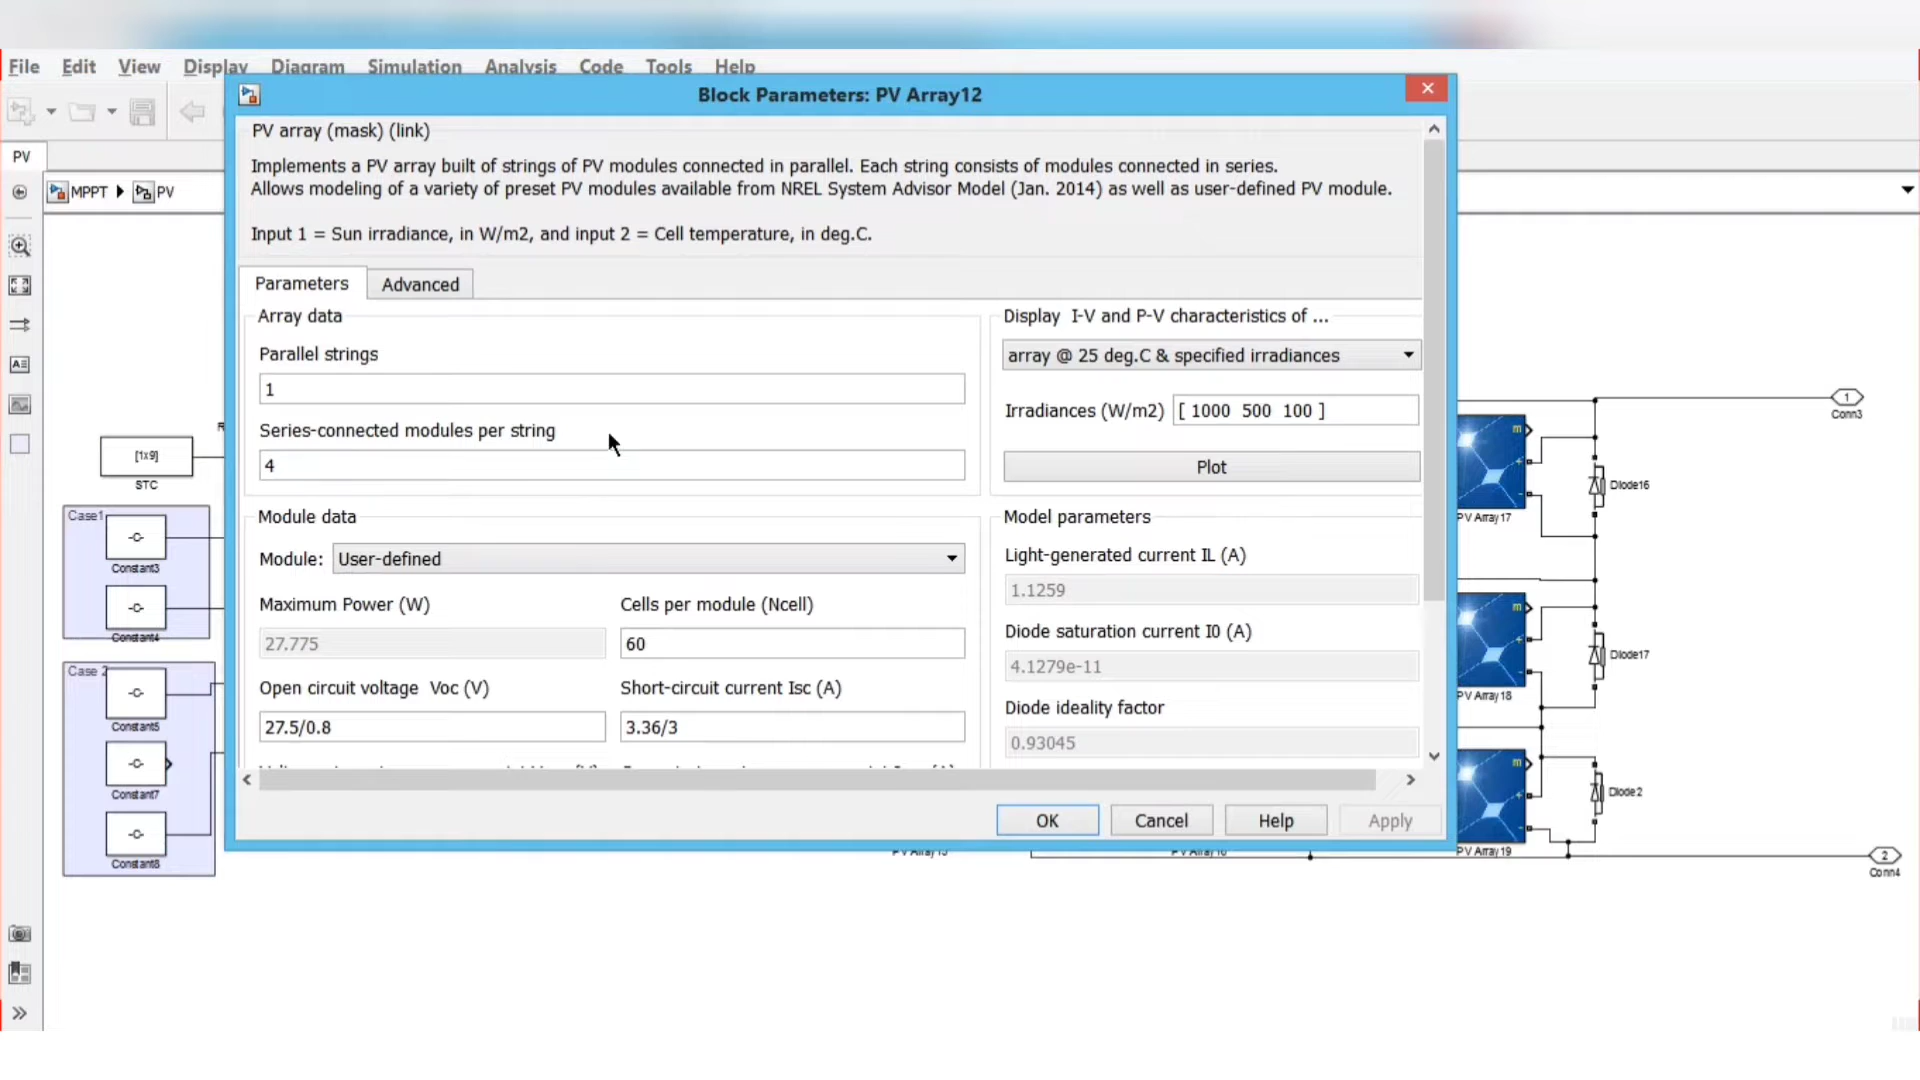 File Edit View Display Diagram Simulation Analysis Code Tools Help
Block Parameters: PV Array12
PV array (mask) (link)
Implements a PV array built of strings of PV modules connected in parallel. Each string consists of modules connected in series.
Allows modeling of a variety of preset PV modules available from NREL System Advisor Model (Jan. 2014) as well as user-defined PV module.
Input 1 = Sun irradiance, in W/m2, and input 2 = Cell temperature, in deg.C.
PV
MPPT PV
Parameters Advanced
Array data
Parallel strings
1
Series-connected modules per string
4
Display I-V and P-V characteristics of ...
array @ 25 deg.C & specified irradiances
Irradiances (W/m2) [ 1000 500 100 ]
Plot
Module data
Module: User-defined
Maximum Power (W) Cells per module (Ncell)
27.775 60
Open circuit voltage Voc (V) Short-circuit current Isc (A)
27.5/0.8 3.36/3
Model parameters
Light-generated current IL (A)
1.1259
Diode saturation current I0 (A)
4.1279e-11
Diode ideality factor
0.93045
OK Cancel Help Apply
[1x9]
STC
Case1
-C-
Constant3
-C-
Constant4
Case 2
-C-
Constant5
-C-
Constant7
-C-
Constant8
m
PV Array17
Diode16
m
PV Array18
Diode17
m
PV Array19
Diode2
1
Conn3
2
Conn4